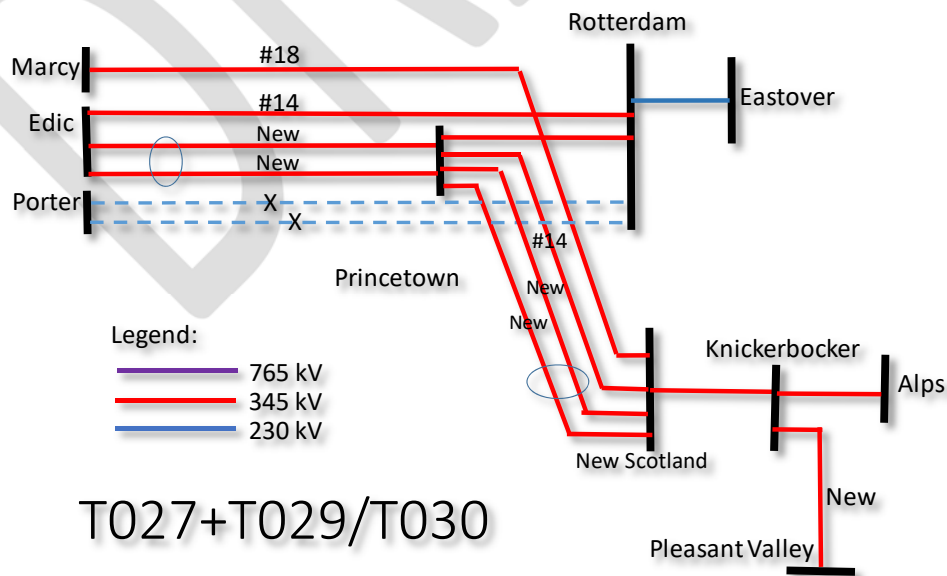 Rotterdam
Marcy
#18
Eastover
Edic
#14
New
New
Porter
X
X
#14
Princetown
New
New
Legend:
765 kV
345 kV
230 kV
Knickerbocker
Alps
New Scotland
New
T027+T029/T030
Pleasant Valley